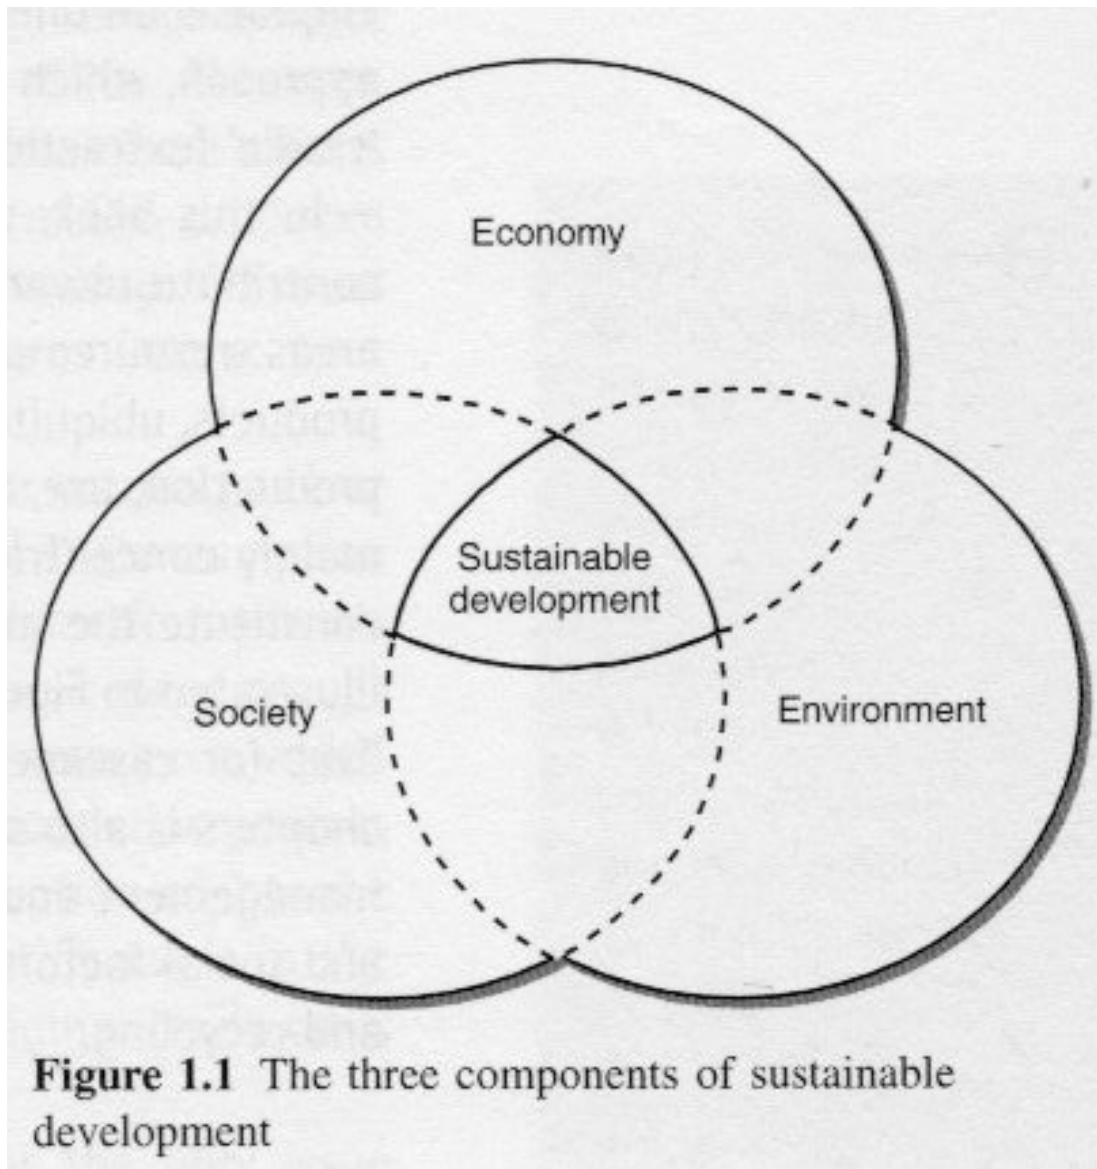 Economy
Sustainable
development
Society
Environment
Figure 1.1 The three components of sustainable
development